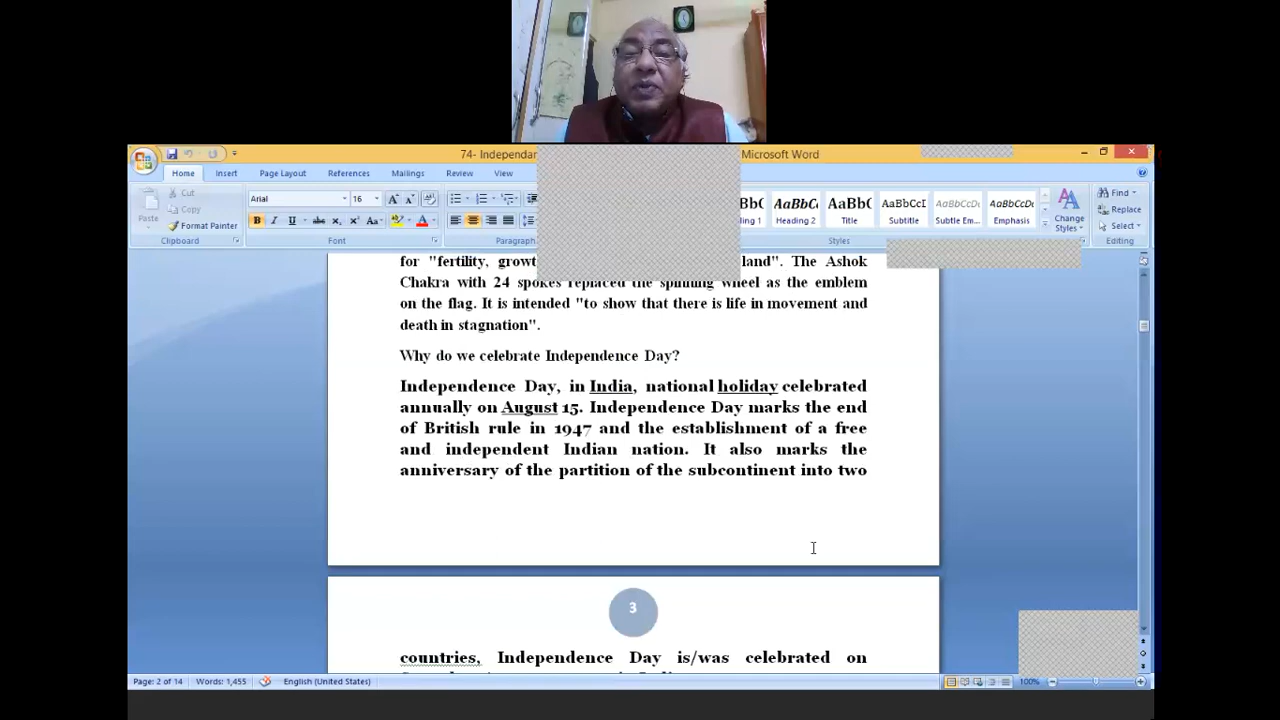 74- Independan
Microsoft Word
Home Insert Page Layout References Mailings Review View
Cut
Copy
Format Painter
Paste
Clipboard
Arial 16
Font
Paragraph
AaBbCcI AaBbCc AaBbCcDc AaBbCcDc
Heading 2 Title Subtitle Subtle Em... Emphasis
Change Styles
Styles
Find
Replace
Select
Editing
for "fertility, growt land". The Ashok
Chakra with 24 spokes replaced the spinning wheel as the emblem
on the flag. It is intended "to show that there is life in movement and
death in stagnation".
Why do we celebrate Independence Day?
Independence Day, in India, national holiday celebrated
annually on August 15. Independence Day marks the end
of British rule in 1947 and the establishment of a free
and independent Indian nation. It also marks the
anniversary of the partition of the subcontinent into two
3
countries, Independence Day is/was celebrated on
Page: 2 of 14 Words: 1,455 English (United States) 100%